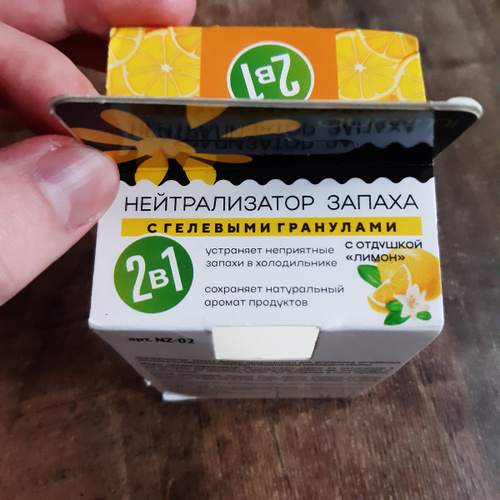 2в1
НЕЙТРАЛИЗАТОР ЗАПАХА
С ГЕЛЕВЫМИ ГРАНУЛАМИ
2в1
устраняет неприятные
запахи в холодильнике
с отдушкой
«лимон»
сохраняет натуральный
аромат продуктов
арт. NZ-02